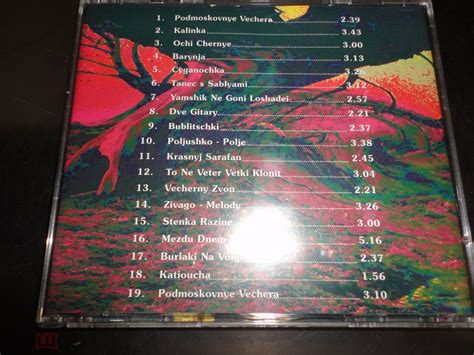 1. Podmoskovnye Vechera 2.39
2. Kalinka 3.43
3. Ochi Chernye 3.00
4. Barynja 3.13
5. Cyganochka 3.26
6. Tanec s Sablyami 3.12
7. Yamshik Ne Goni Loshadei 2.57
8. Dve Gitary 2.21
9. Bublitschki 2.37
10. Poljushko - Polje 3.38
11. Krasnyj Sarafan 2.45
12. To Ne Veter Vetki Klonit 3.04
13. Vecherny Zvon 2.21
14. Zivago - Melody 3.26
15. Stenka Razine 3.00
16. Mezdu Dnem 5.16
17. Burlaki Na 2.37
18. Katioucha 1.56
19. Podmoskovnye Vechera 3.10